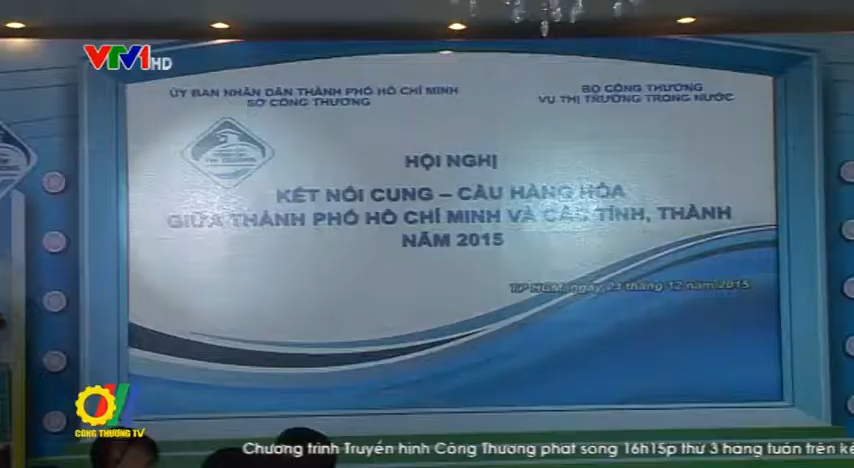 VTV1 HD
ỦY BAN NHÂN DÂN THÀNH PHỐ HỒ CHÍ MINH
SỞ CÔNG THƯƠNG
BỘ CÔNG THƯƠNG
VỤ THỊ TRƯỜNG TRONG NƯỚC
HỘI NGHỊ
KẾT NỐI CUNG – CẦU HÀNG HÓA
GIỮA THÀNH PHỐ HỒ CHÍ MINH VÀ CÁC TỈNH, THÀNH
NĂM 2015
TP.HCM, ngày 23 tháng 12 năm 2015
CÔNG THƯƠNG TV
Chương trình Truyền hình Công Thương phát sóng 16h15p thứ 3 hàng tuần trên kê